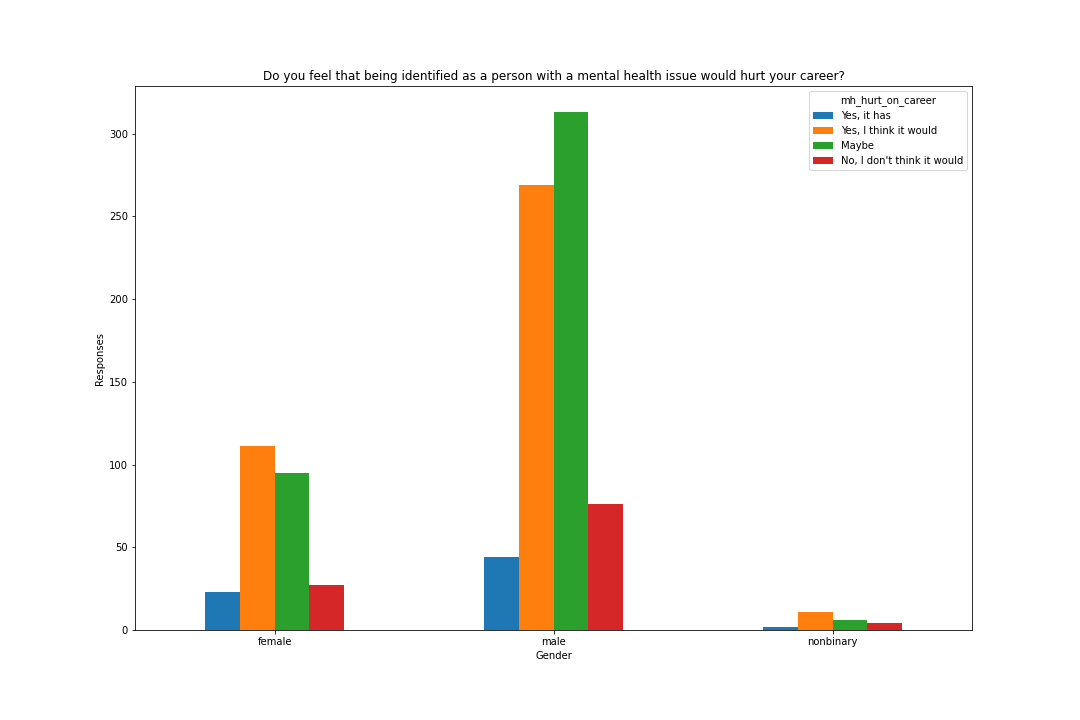 Do you feel that being identified as a person with a mental health issue would hurt your career?
mh_hurt_on_career
Yes, it has
Yes, I think it would
Maybe
No, I don't think it would
300
250
200
150
100
50
0
Responses
female
male
nonbinary
Gender